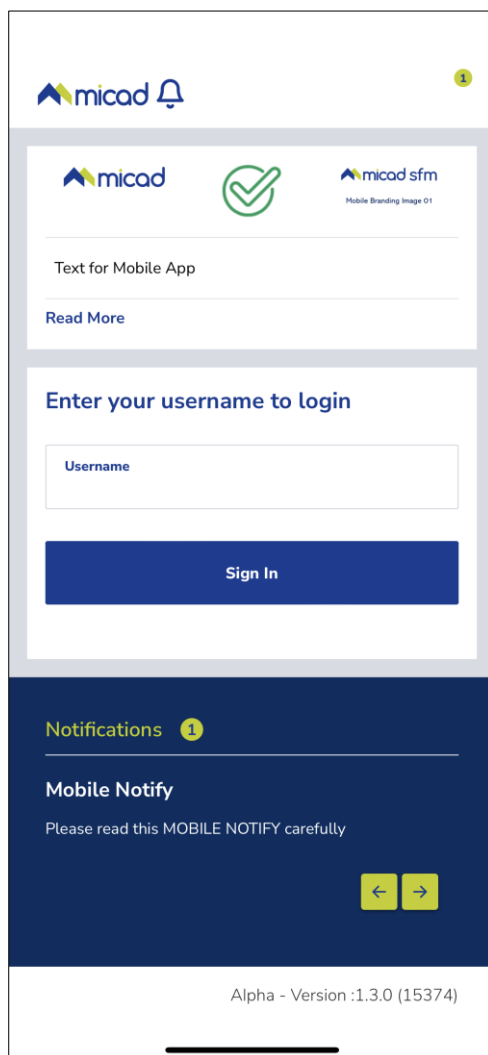 micad
1
micad
micad sfm
Mobile Branding Image 01
Text for Mobile App
Read More
Enter your username to login
Username
Sign In
Notifications 1
Mobile Notify
Please read this MOBILE NOTIFY carefully
Alpha - Version :1.3.0 (15374)